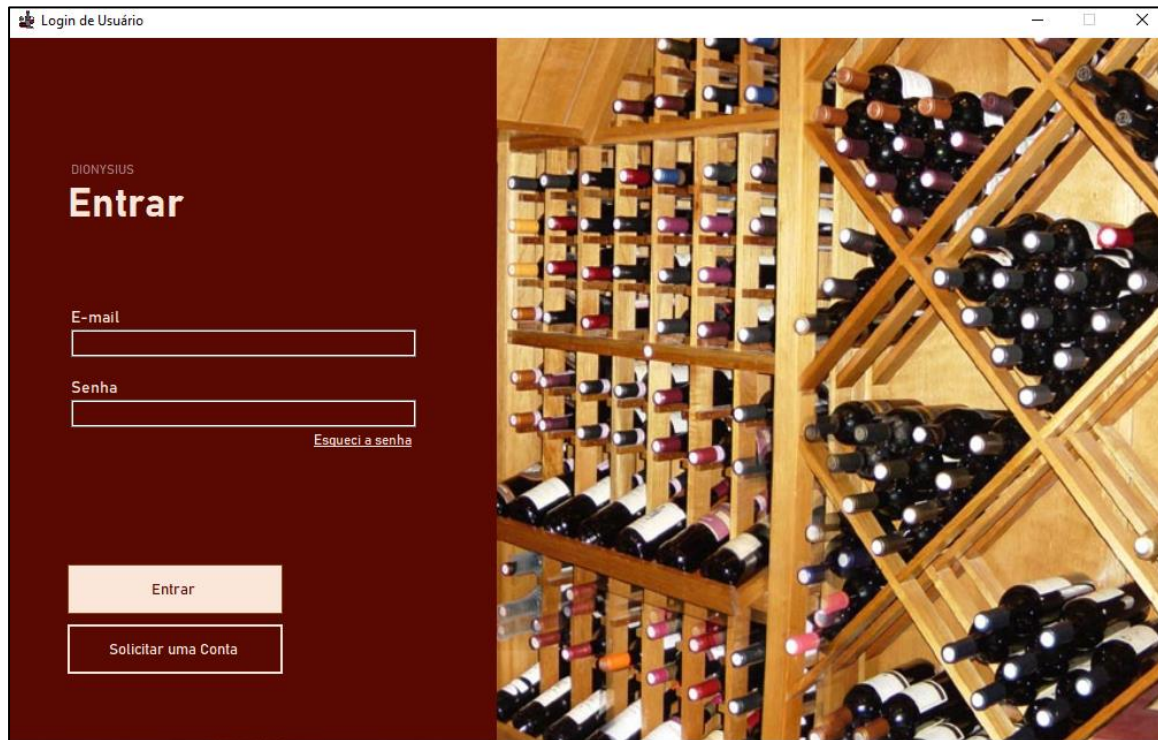 Login de Usuário
DIONYSIUS
Entrar
E-mail
Senha
Esqueci a senha
Entrar
Solicitar uma Conta